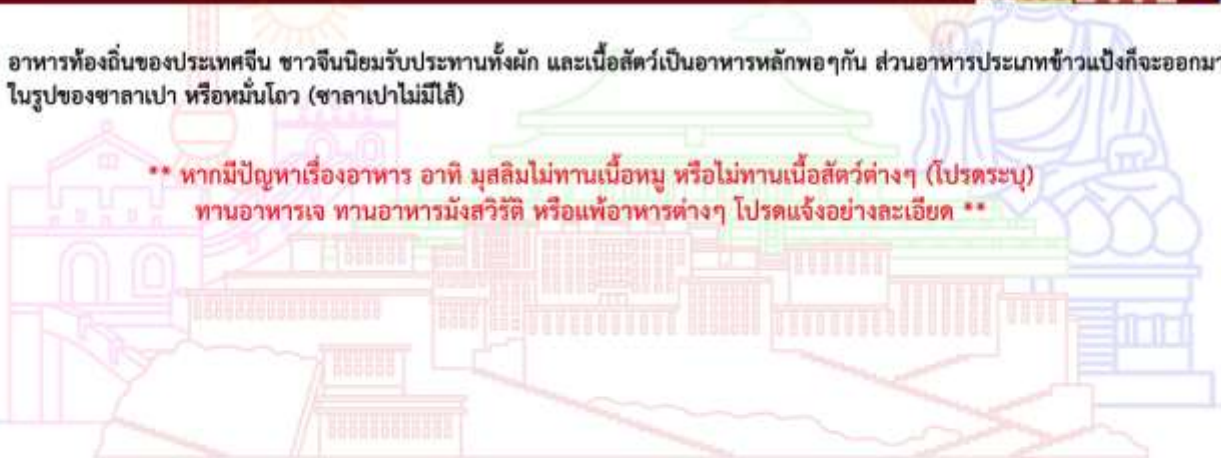 อาหารท้องถิ่นของประเทศจีน ชาวจีนนิยมรับประทานทั้งผัก และเนื้อสัตว์เป็นอาหารหลักพอๆกัน ส่วนอาหารประเภทข้าวแป้งก็จะออกมา
ในรูปของซาลาเปา หรือหมั่นโถว (ซาลาเปาไม่มีไส้)
** หากมีปัญหาเรื่องอาหาร อาทิ มุสลิมไม่ทานเนื้อหมู หรือไม่ทานเนื้อสัตว์ต่างๆ (โปรดระบุ)
ทานอาหารเจ ทานอาหารมังสวิรัติ หรือแพ้อาหารต่างๆ โปรดแจ้งอย่างละเอียด **